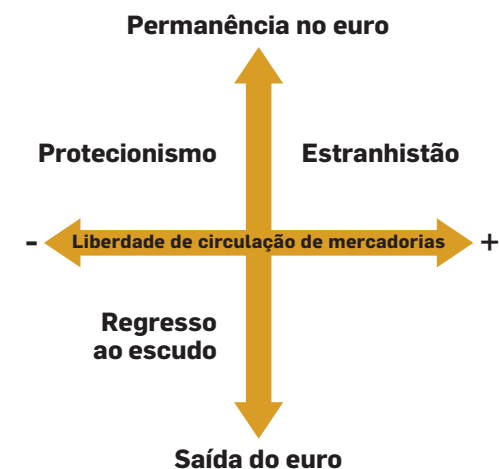 Permanência no euro
Protecionismo
Estranhistão
- Liberdade de circulação de mercadorias +
Regresso
ao escudo
Saída do euro